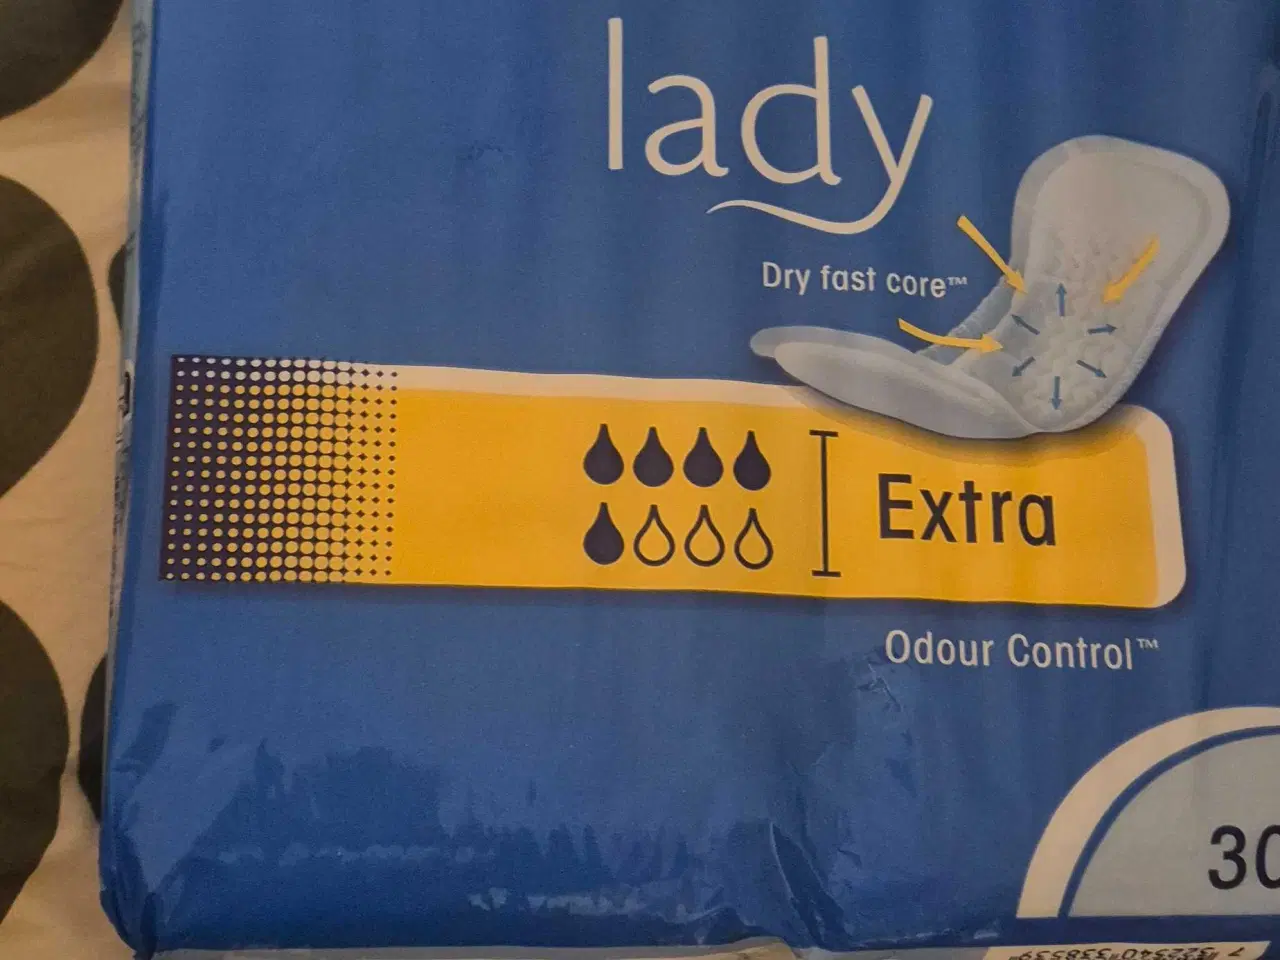 lady
Dry fast core™
Extra
Odour Control™
30